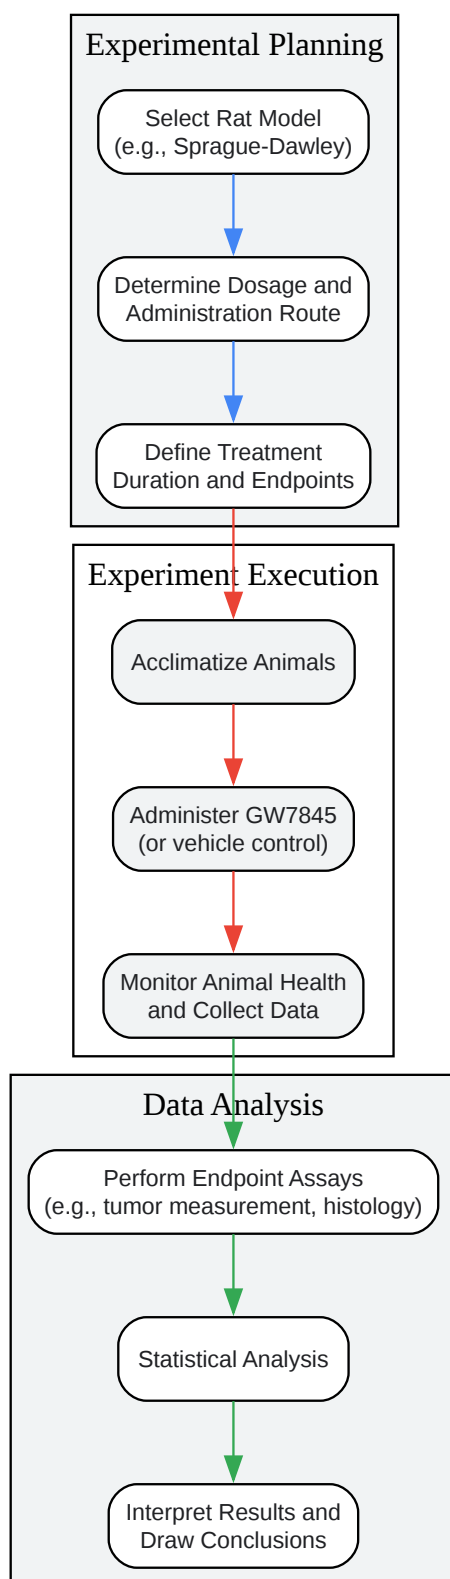 Experimental Planning
Select Rat Model
(e.g., Sprague-Dawley)
Determine Dosage and
Administration Route
Define Treatment
Duration and Endpoints
Experiment Execution
Acclimatize Animals
Administer GW7845
(or vehicle control)
Monitor Animal Health
and Collect Data
Data Analysis
Perform Endpoint Assays
(e.g., tumor measurement, histology)
Statistical Analysis
Interpret Results and
Draw Conclusions